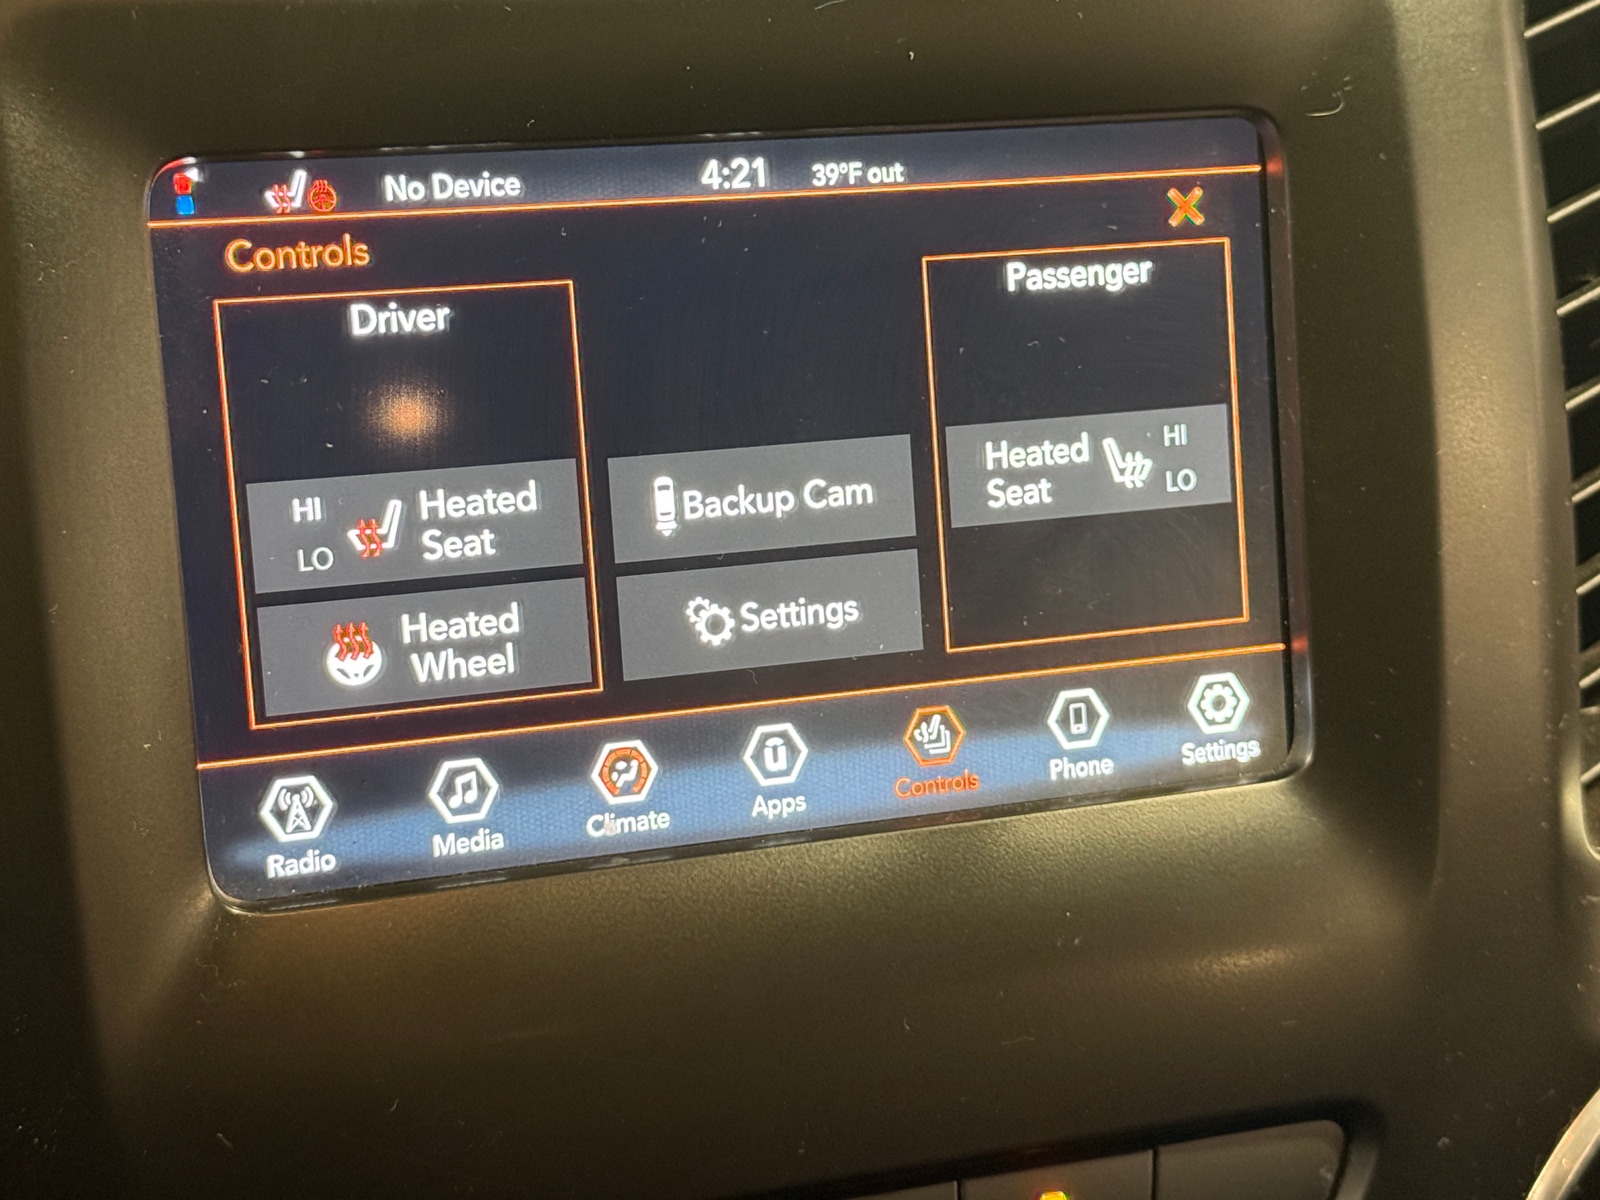 No Device 4:21 39°F out
Controls
Driver
HI
LO
Heated
Seat
Heated
Wheel
Backup Cam
Settings
Passenger
Heated
Seat
HI
LO
Radio
Media
Climate
Apps
Controls
Phone
Settings